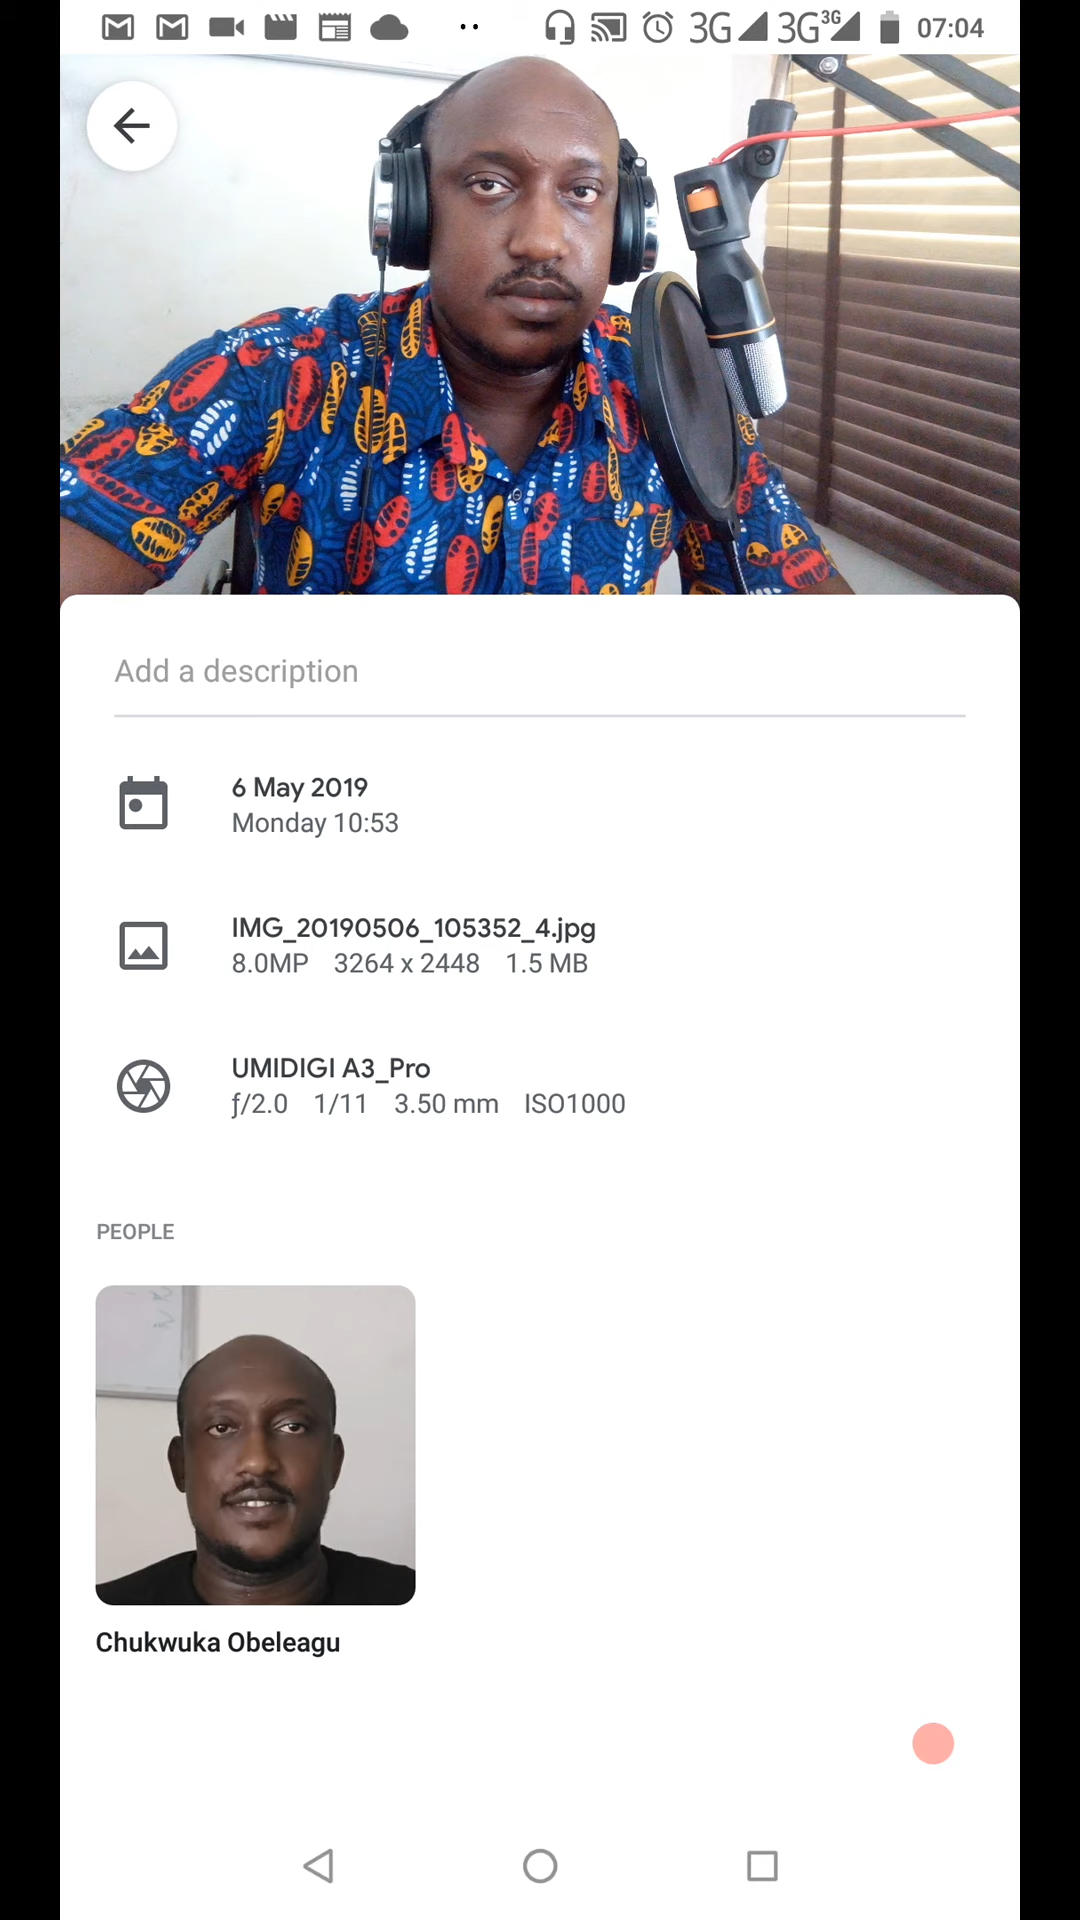 3G 3G 3G 07:04
Add a description
6 May 2019
Monday 10:53
IMG_20190506_105352_4.jpg
8.0MP 3264 x 2448 1.5 MB
UMIDIGI A3_Pro
ƒ/2.0 1/11 3.50 mm ISO1000
PEOPLE
Chukwuka Obeleagu